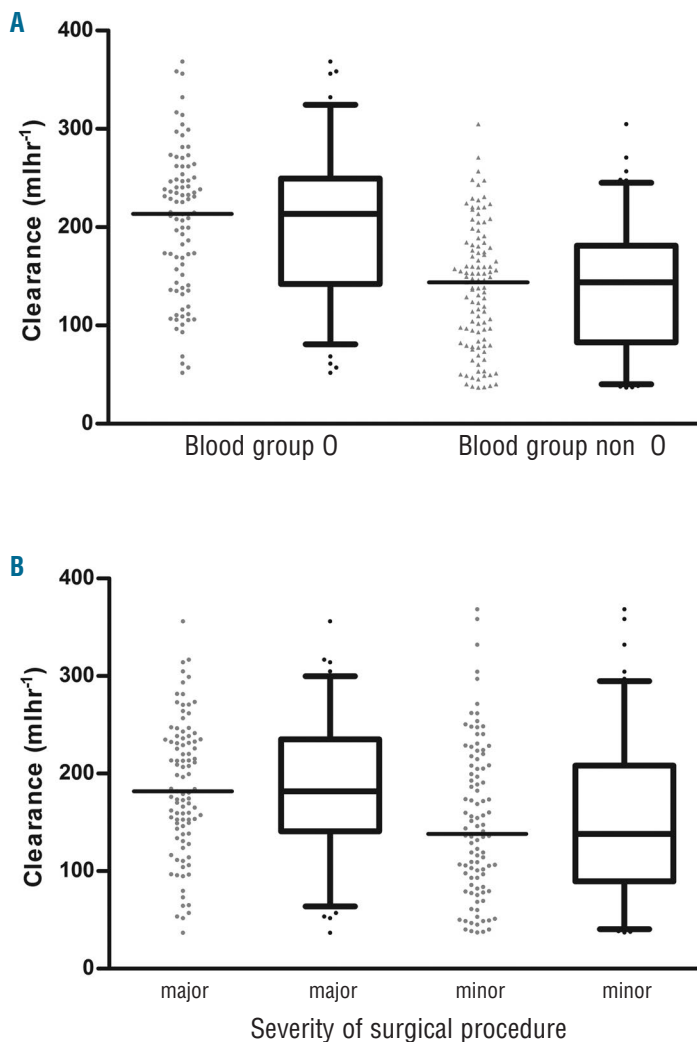 A
400
300
200
100
0
Clearance (mlhr-1)
Blood group O
Blood group non O
B
400
300
200
100
0
Clearance (mlhr-1)
major
major
minor
minor
Severity of surgical procedure